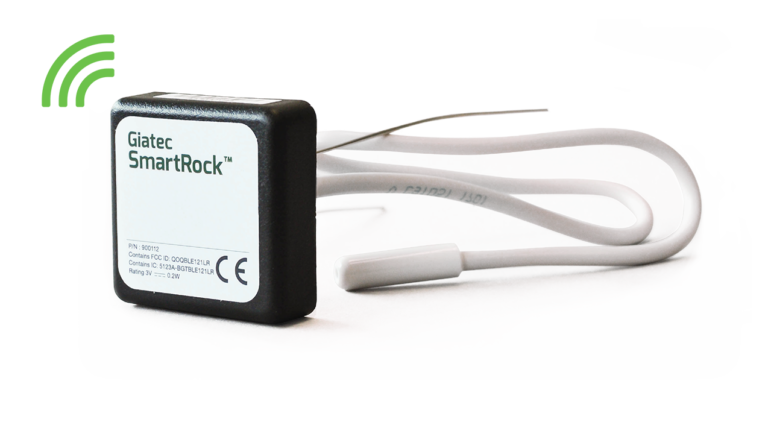 Giatec
SmartRock™
P/N : 900112
Contains FCC ID: QOQBLE121LR
Contains IC: 5123A-BGTBLE121LR
Rating 3V ⎓ 0.2W
CE